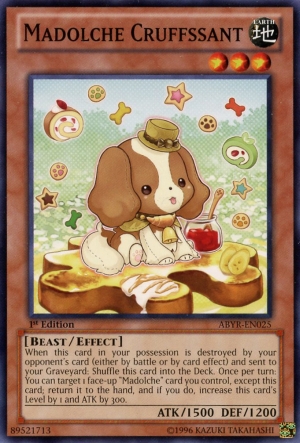 MADOLCHE CRUFFSSANT
EARTH
地
1st Edition
ABYR-EN025
[BEAST / EFFECT]
When this card in your possession is destroyed by your
opponent's card (either by battle or by card effect) and sent to
your Graveyard: Shuffle this card into the Deck. Once per turn:
You can target 1 face-up "Madolche" card you control, except this
card; return it to the hand, and if you do, increase this card's
Level by 1 and ATK by 300.
ATK/1500 DEF/1200
89521713
©1996 KAZUKI TAKAHASHI